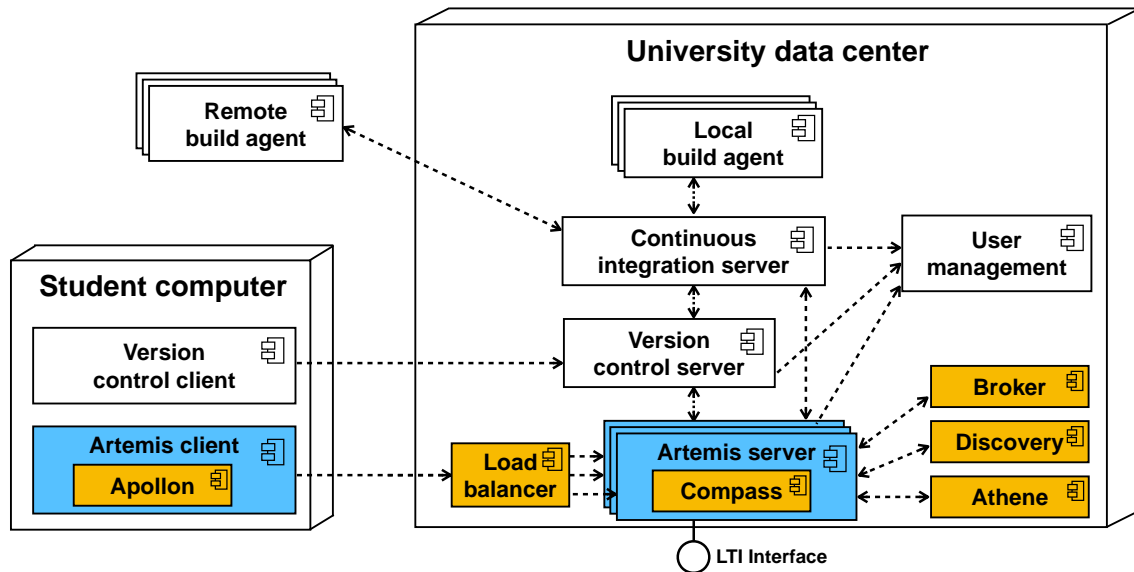 University data center
Remote
build agent
Local
build agent
Continuous
integration server
User
management
Student computer
Version
control client
Version
control server
Broker
Artemis client
Apollon
Load
balancer
Artemis server
Compass
Discovery
Athene
LTI Interface